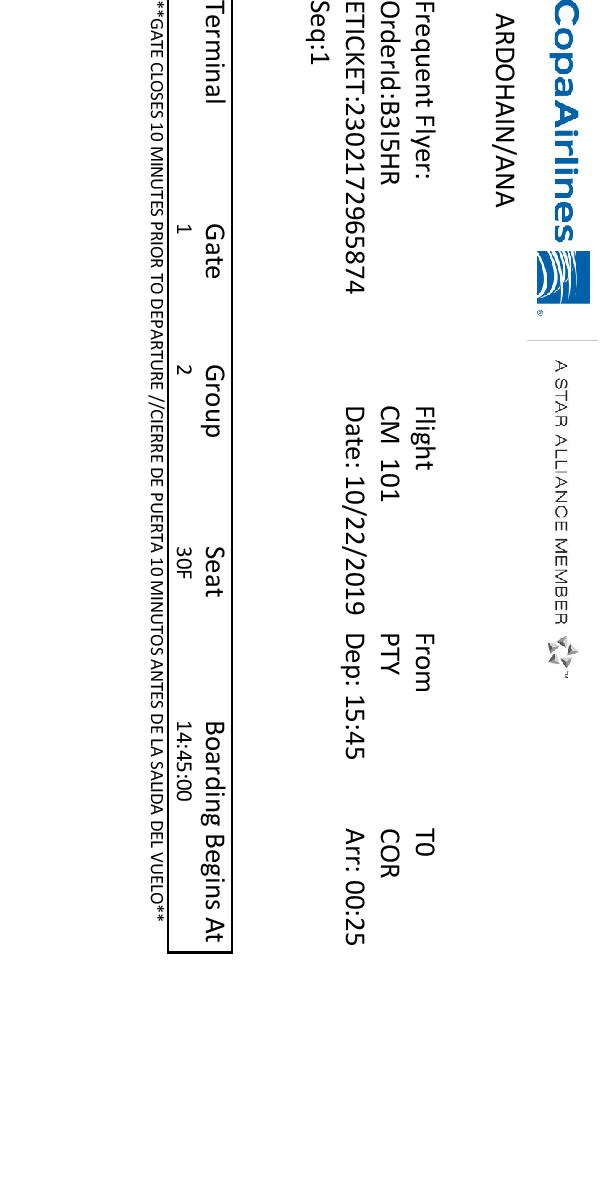 CopaAirlines ® A STAR ALLIANCE MEMBER ™
ARDOHAIN/ANA
Frequent Flyer: Flight From T0
OrderId:B3I5HR CM 101 PTY COR
ETICKET:2302172965874 Date: 10/22/2019 Dep: 15:45 Arr: 00:25
Seq:1
Terminal Gate Group Seat Boarding Begins At
1 2 30F 14:45:00
**GATE CLOSES 10 MINUTES PRIOR TO DEPARTURE //CIERRE DE PUERTA 10 MINUTOS ANTES DE LA SALIDA DEL VUELO**